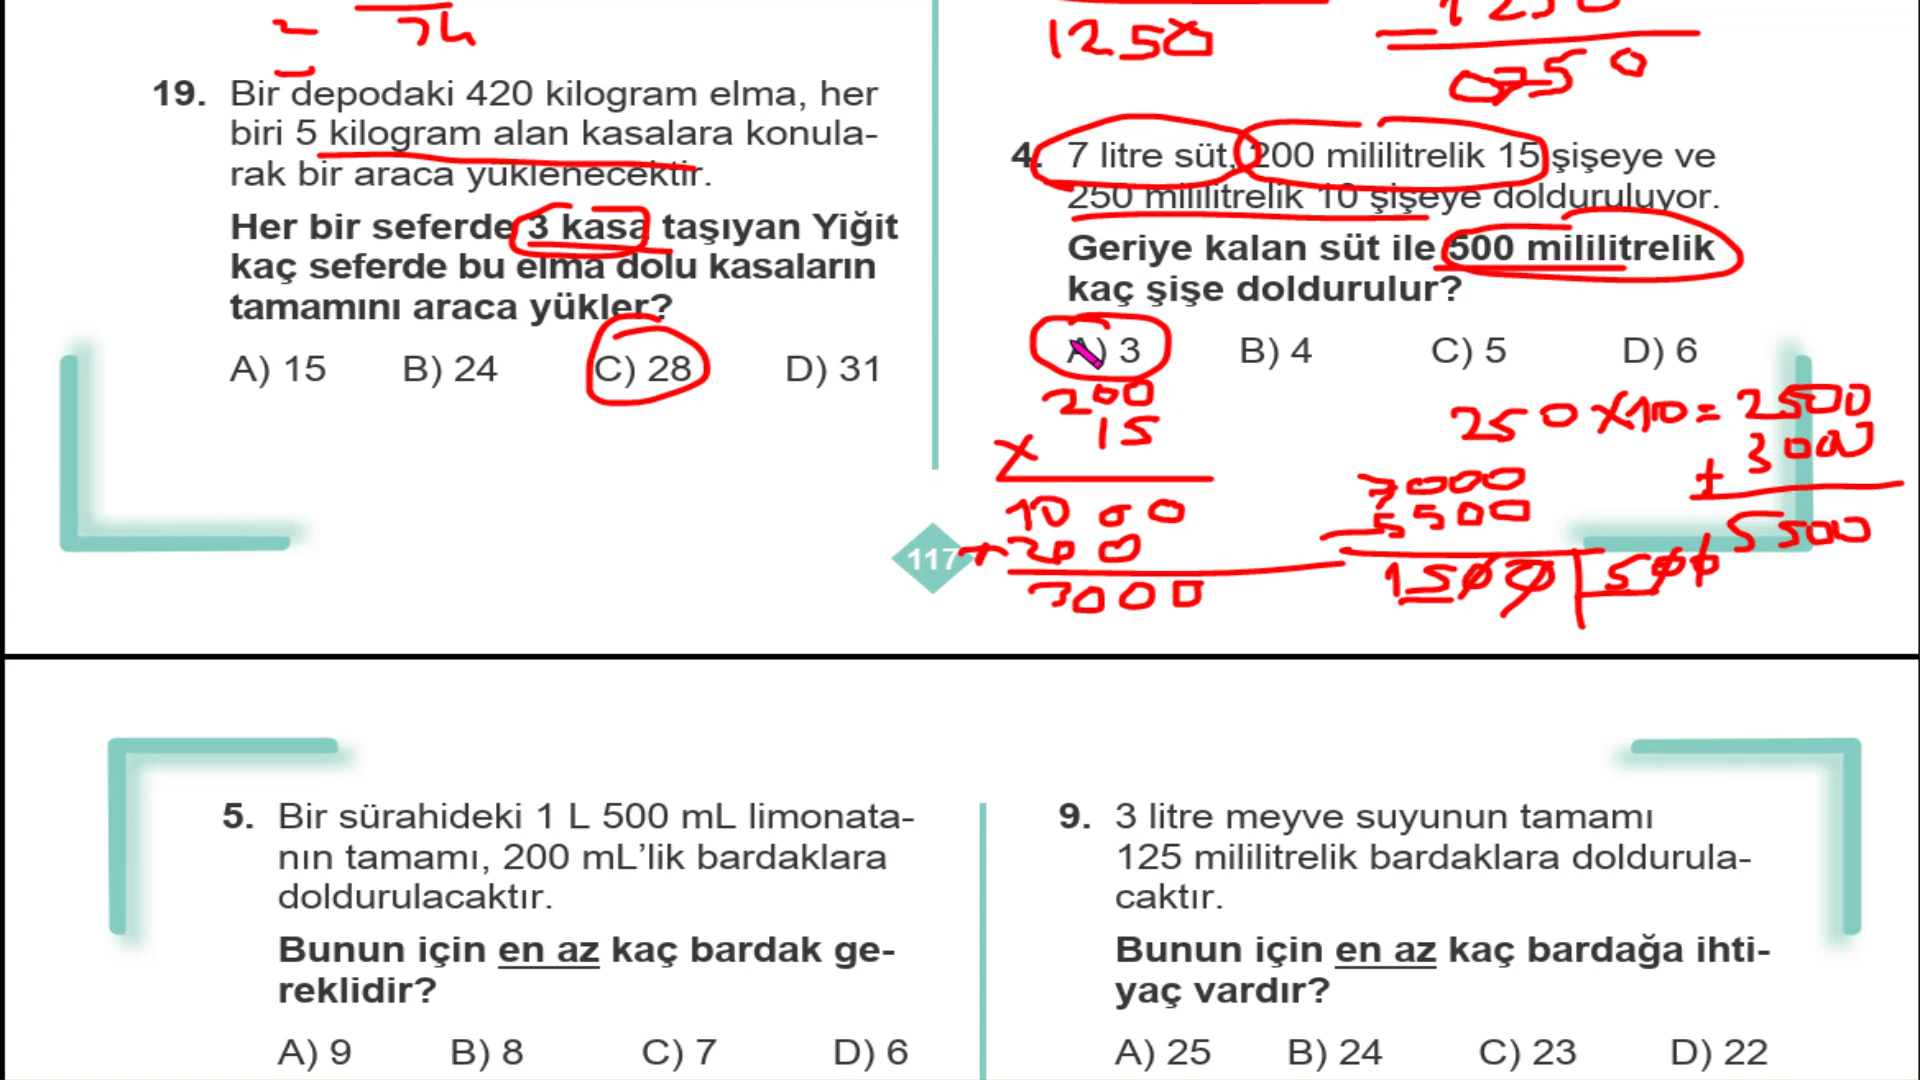 = 24
19. Bir depodaki 420 kilogram elma, her
biri 5 kilogram alan kasalara konula-
rak bir araca yüklenecektir.
Her bir seferde 3 kasa taşıyan Yiğit
kaç seferde bu elma dolu kasaların
tamamını araca yükler?
A) 15 B) 24 C) 28 D) 31
1250
1250
0750
4. 7 litre süt, 200 mililitrelik 15 şişeye ve
250 mililitrelik 10 şişeye dolduruluyor.
Geriye kalan süt ile 500 mililitrelik
kaç şişe doldurulur?
A) 3 B) 4 C) 5 D) 6
200
15
x
1000
+200
3000
250 x10= 2500
+ 3000
5500
7000
- 5500
1500 500
117
5. Bir sürahideki 1 L 500 mL limonata-
nın tamamı, 200 mL’lik bardaklara
doldurulacaktır.
Bunun için en az kaç bardak ge-
reklidir?
A) 9 B) 8 C) 7 D) 6
9. 3 litre meyve suyunun tamamı
125 mililitrelik bardaklara doldurula-
caktır.
Bunun için en az kaç bardağa ihti-
yaç vardır?
A) 25 B) 24 C) 23 D) 22